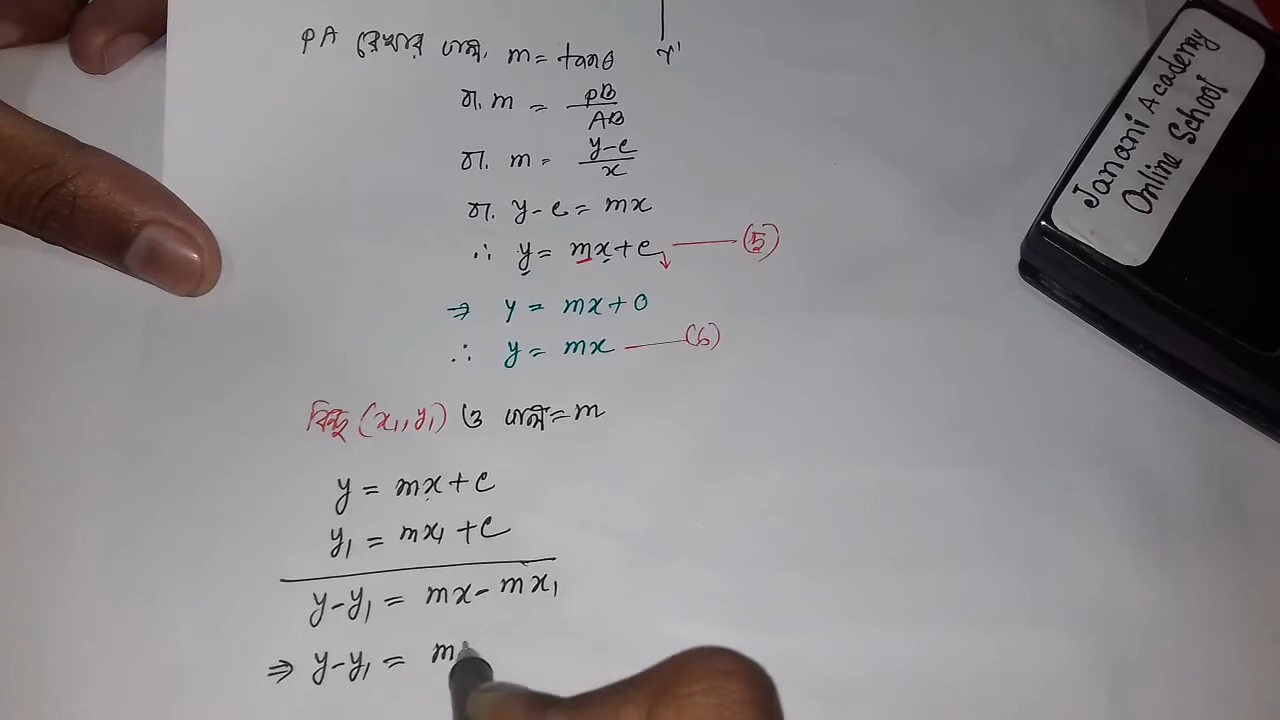 PA রেখার ঢাল, m = tanθ
Y'
বা, m = PB/AB
বা, m = y-c/x
বা, y-c = mx
∴ y = mx+c (5)
⇒ y = mx+0
∴ y = mx (6)
বিন্দু (x₁,y₁) ও ঢাল = m
y = mx+c
y₁ = mx₁+c
y-y₁ = mx-mx₁
⇒ y-y₁ = m
Janani Academy
Online School